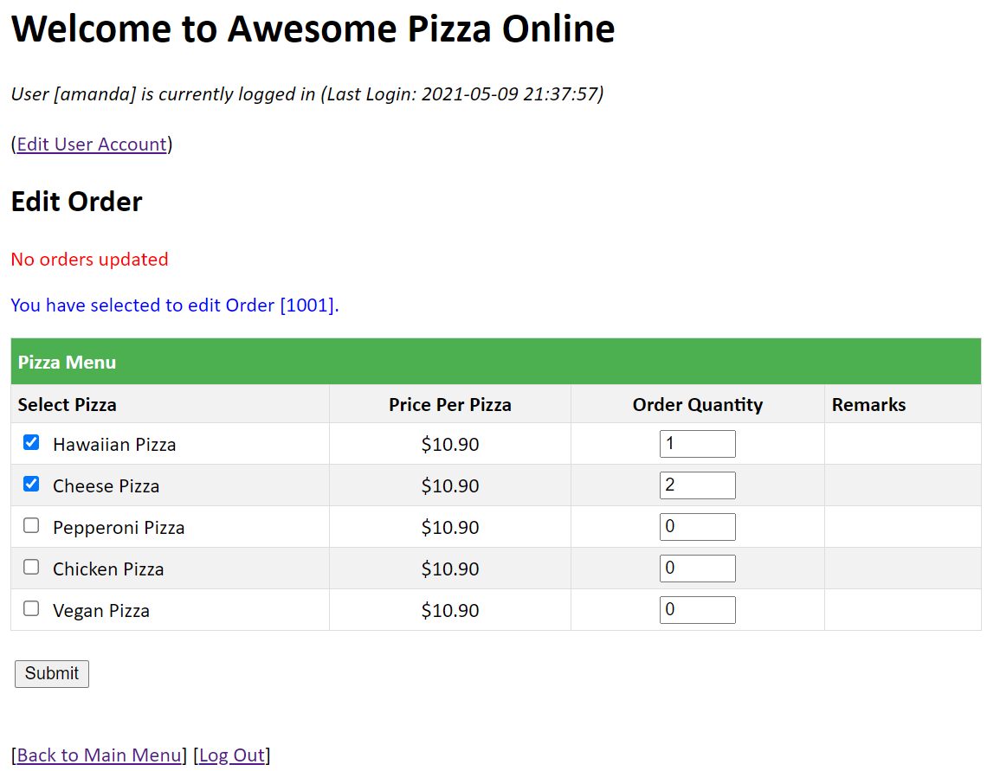 Welcome to Awesome Pizza Online
User [amanda] is currently logged in (Last Login: 2021-05-09 21:37:57)
(Edit User Account)
Edit Order
No orders updated
You have selected to edit Order [1001].
Pizza Menu
Select Pizza Price Per Pizza Order Quantity Remarks
Hawaiian Pizza $10.90 1
Cheese Pizza $10.90 2
Pepperoni Pizza $10.90 0
Chicken Pizza $10.90 0
Vegan Pizza $10.90 0
Submit
[Back to Main Menu] [Log Out]